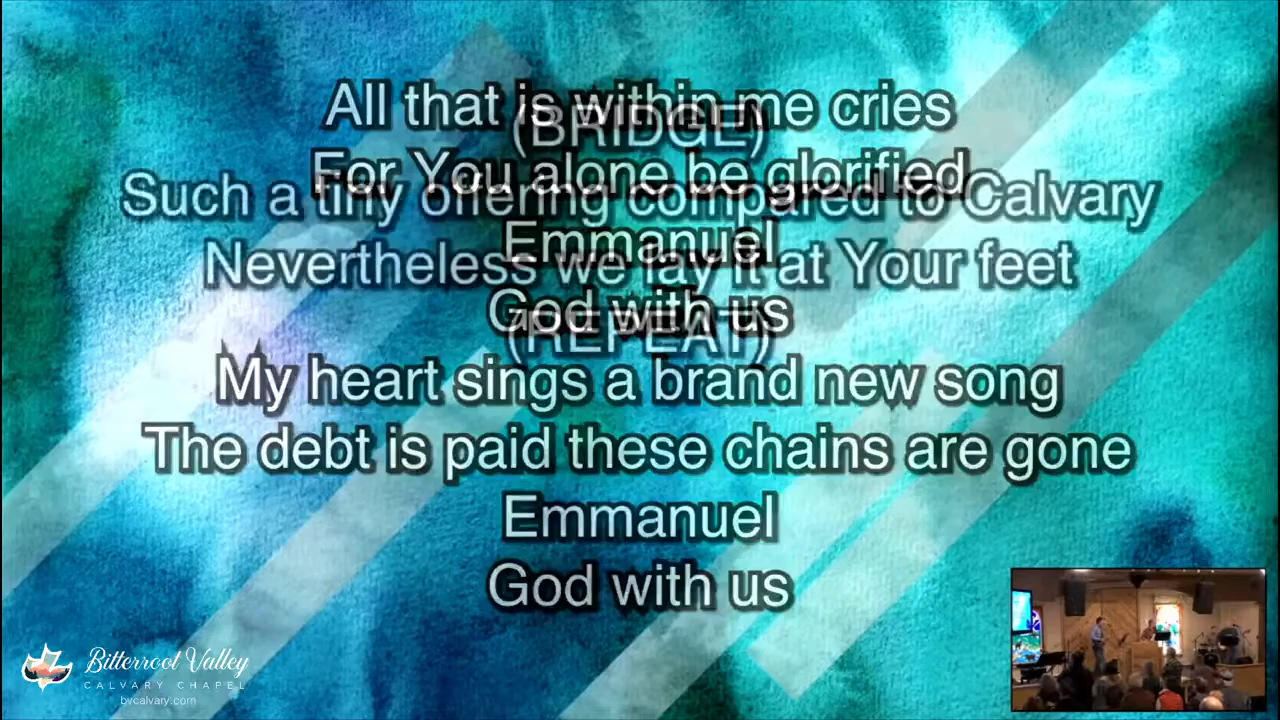 All that is within me cries
(BRIDGE)
For You alone be glorified
Such a tiny offering compared to Calvary
Emmanuel
Nevertheless we lay it at Your feet
God with us
(REPEAT)
My heart sings a brand new song
The debt is paid these chains are gone
Emmanuel
God with us
Bitterroot Valley
CALVARY CHAPEL
bvcalvary.com